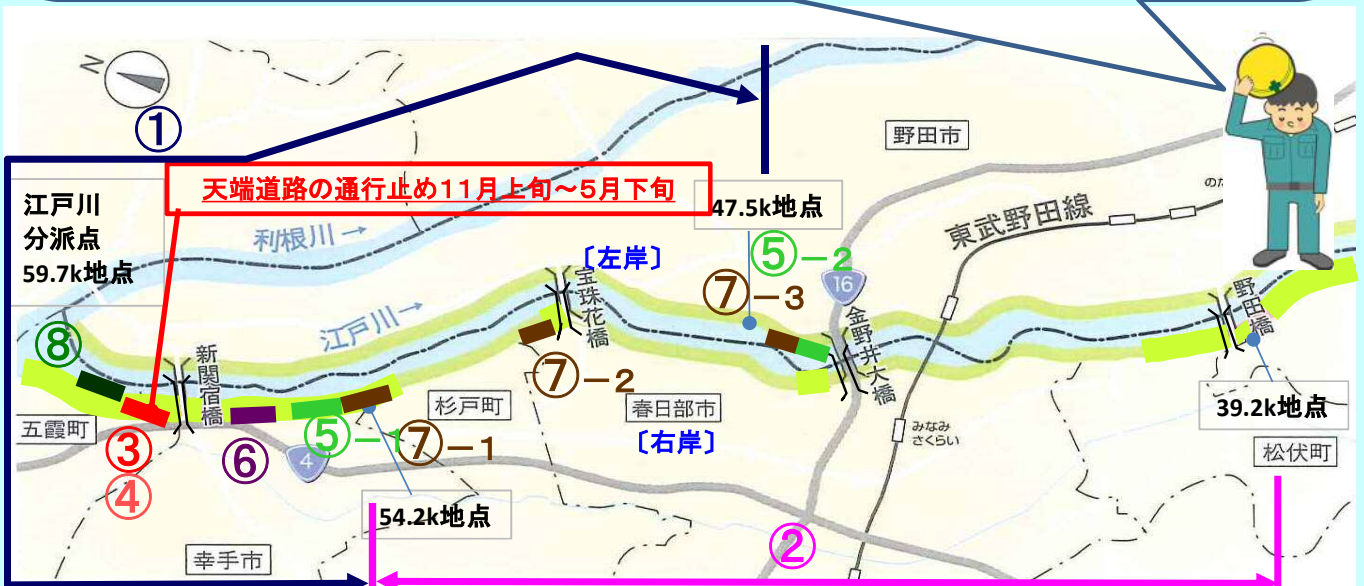 N
①
天端道路の通行止め11月上旬~5月下旬
江戸川
分派点
59.7k地点
利根川→
江戸川→
野田市
47.5k地点
〔左岸〕
⑤-2
⑦-3
16
東武野田線
のだ
宝珠花橋
金野井大橋
野田橋
新関宿橋
⑧
五霞町
③
④
⑥
⑤-1
4
⑦-1
杉戸町
⑦-2
春日部市
〔右岸〕
みなみ
さくらい
39.2k地点
松伏町
54.2k地点
幸手市
②